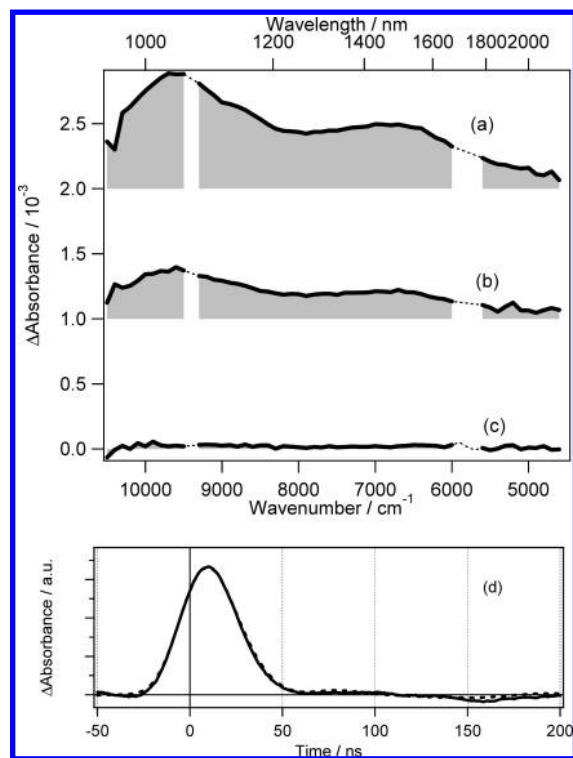 Wavelength / nm
1000 1200 1400 1600 1800 2000
(a)
2.5
2.0
(b)
1.5
1.0
0.5
(c)
0.0
ΔAbsorbance / 10⁻³
10000 9000 8000 7000 6000 5000
Wavenumber / cm⁻¹
(d)
ΔAbsorbance / a.u.
-50 0 50 100 150 200
Time / ns